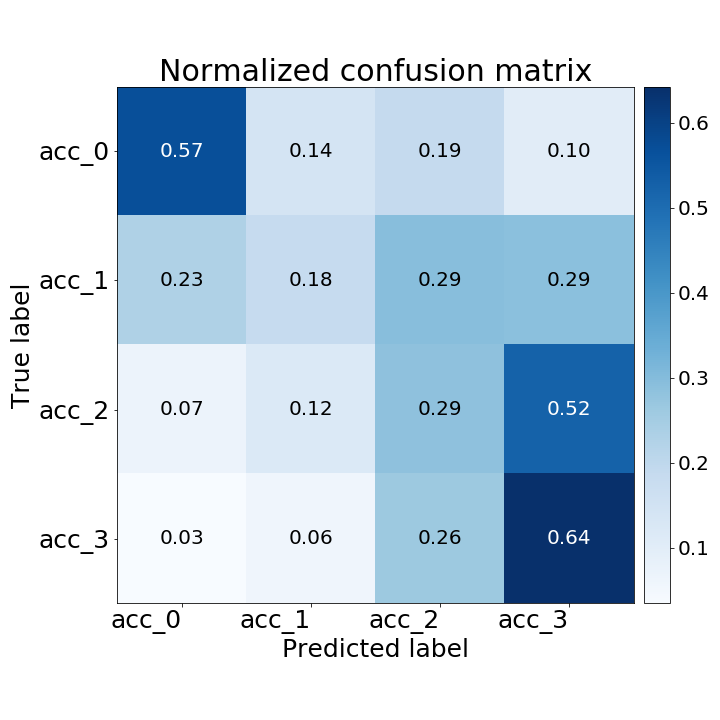 Normalized confusion matrix
acc_0 0.57 0.14 0.19 0.10
acc_1 0.23 0.18 0.29 0.29
acc_2 0.07 0.12 0.29 0.52
acc_3 0.03 0.06 0.26 0.64
acc_0 acc_1 acc_2 acc_3
True label
Predicted label
0.6
0.5
0.4
0.3
0.2
0.1